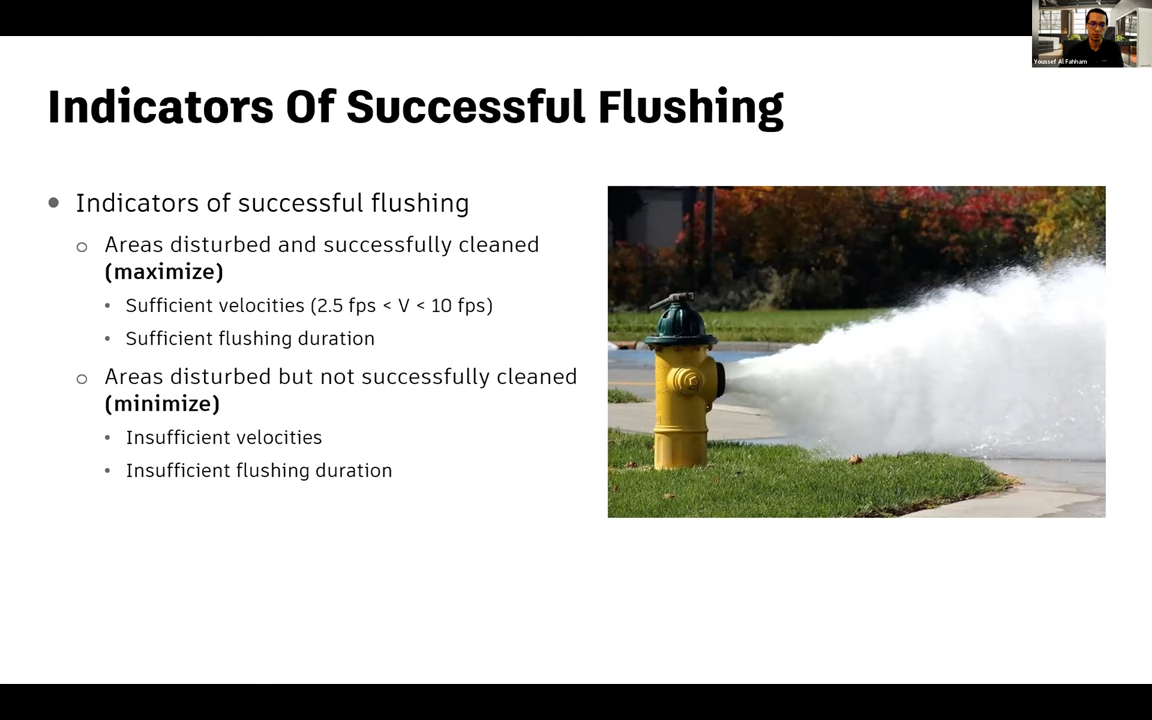 Youssef Al Fahham
Indicators Of Successful Flushing
• Indicators of successful flushing
o Areas disturbed and successfully cleaned
(maximize)
• Sufficient velocities (2.5 fps < V < 10 fps)
• Sufficient flushing duration
o Areas disturbed but not successfully cleaned
(minimize)
• Insufficient velocities
• Insufficient flushing duration